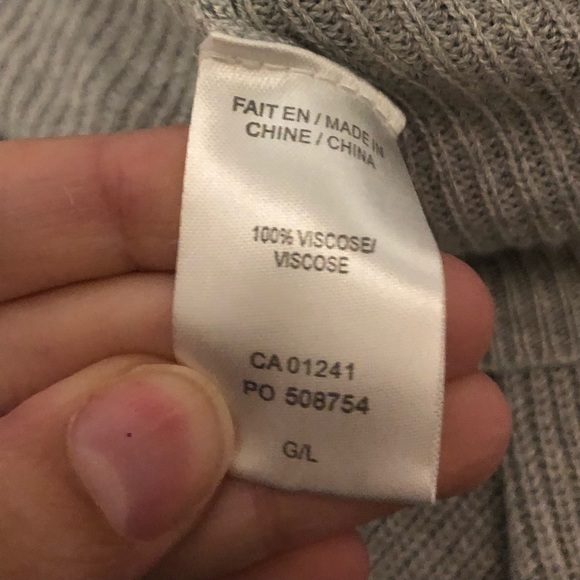 FAIT EN / MADE IN
CHINE / CHINA
100% VISCOSE/
VISCOSE
CA 01241
PO 508754
G/L